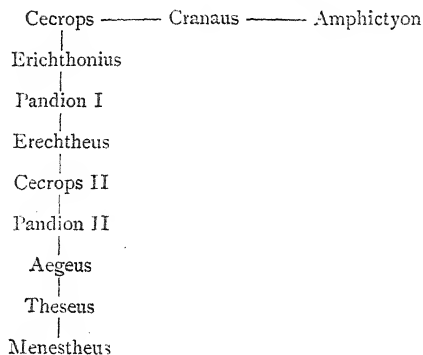 Cecrops Cranaus Amphictyon
Erichthonius
Pandion I
Erechtheus
Cecrops II
Pandion II
Aegeus
Theseus
Menestheus